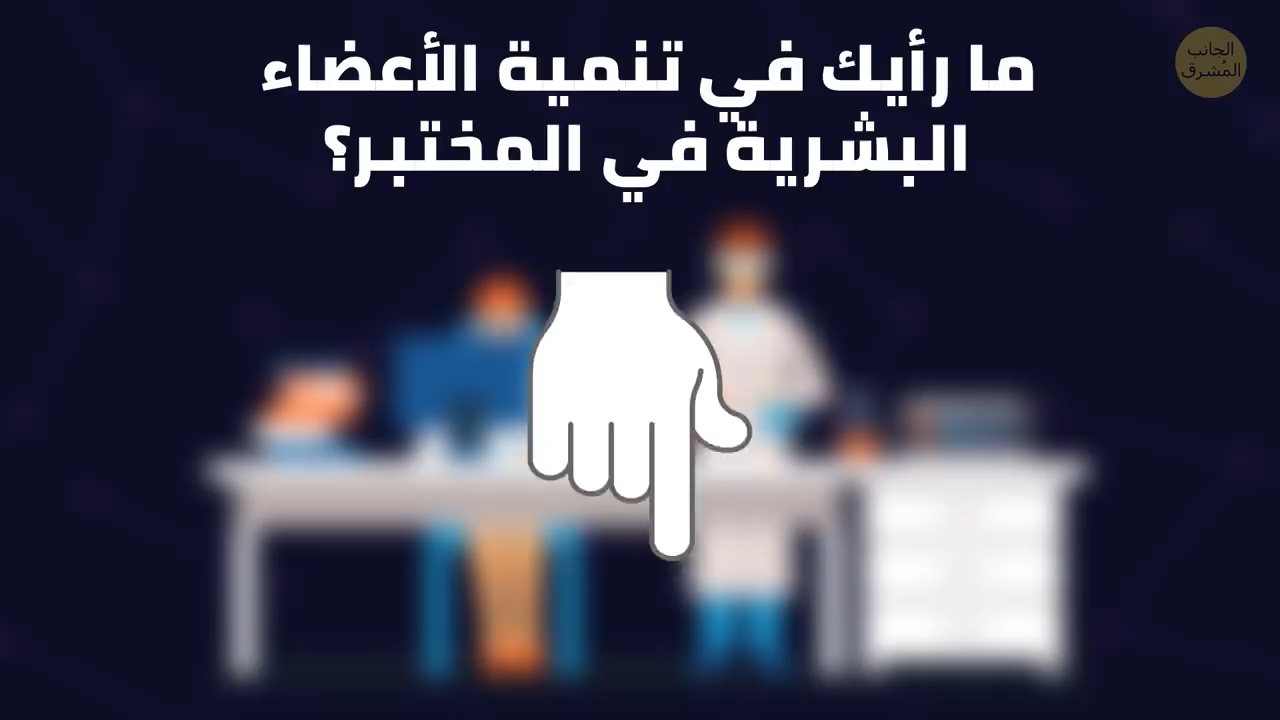 ما رأيك في تنمية الأعضاء
البشرية في المختبر؟
الجانب
المُشرق